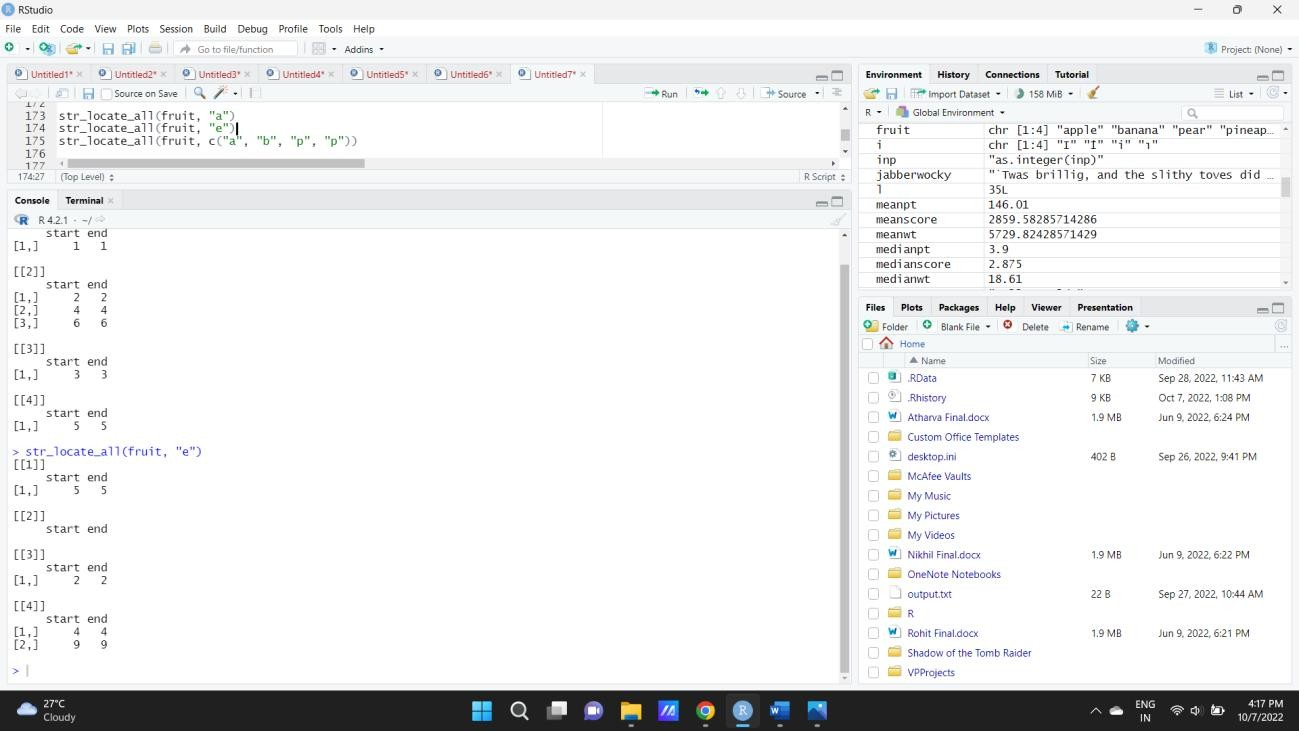 RStudio
File Edit Code View Plots Session Build Debug Profile Tools Help
Go to file/function Addins Project: (None)
Untitled1* Untitled2* Untitled3* Untitled4* Untitled5* Untitled6* Untitled7*
Source on Save Run Source
172
173 str_locate_all(fruit, "a")
174 str_locate_all(fruit, "e")
175 str_locate_all(fruit, c("a", "b", "p", "p"))
176
177
174:27 (Top Level) R Script
Console Terminal
R 4.2.1 · ~/
start end
[1,] 1 1
[[2]]
start end
[1,] 2 2
[2,] 4 4
[3,] 6 6
[[3]]
start end
[1,] 3 3
[[4]]
start end
[1,] 5 5
> str_locate_all(fruit, "e")
[[1]]
start end
[1,] 5 5
[[2]]
start end
[[3]]
start end
[1,] 2 2
[[4]]
start end
[1,] 4 4
[2,] 9 9
>
Environment History Connections Tutorial
Import Dataset 158 MiB List
R Global Environment
fruit chr [1:4] "apple" "banana" "pear" "pineap…
i chr [1:4] "I" "İ" "i" "ı"
inp "as.integer(inp)"
jabberwocky "`Twas brillig, and the slithy toves did …
l 35L
meanpt 146.01
meanscore 2859.58285714286
meanwt 5729.82428571429
medianpt 3.9
medianscore 2.875
medianwt 18.61
Files Plots Packages Help Viewer Presentation
Folder Blank File Delete Rename
Home ...
Name Size Modified
.RData 7 KB Sep 28, 2022, 11:43 AM
.Rhistory 9 KB Oct 7, 2022, 1:08 PM
Atharva Final.docx 1.9 MB Jun 9, 2022, 6:24 PM
Custom Office Templates
desktop.ini 402 B Sep 26, 2022, 9:41 PM
McAfee Vaults
My Music
My Pictures
My Videos
Nikhil Final.docx 1.9 MB Jun 9, 2022, 6:22 PM
OneNote Notebooks
output.txt 22 B Sep 27, 2022, 10:44 AM
R
Rohit Final.docx 1.9 MB Jun 9, 2022, 6:21 PM
Shadow of the Tomb Raider
VPProjects
27°C
Cloudy
ENG
IN
4:17 PM
10/7/2022